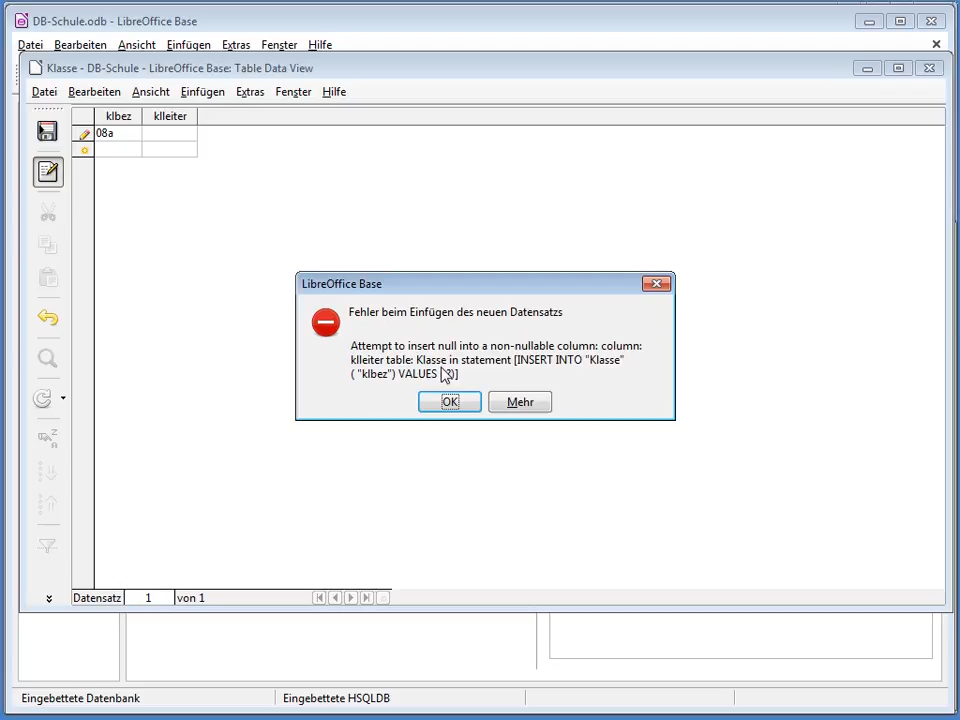 DB-Schule.odb - LibreOffice Base
Datei Bearbeiten Ansicht Einfügen Extras Fenster Hilfe
Klasse - DB-Schule - LibreOffice Base: Table Data View
Datei Bearbeiten Ansicht Einfügen Extras Fenster Hilfe
klbez klleiter
08a
LibreOffice Base
Fehler beim Einfügen des neuen Datensatzs
Attempt to insert null into a non-nullable column: column:
klleiter table: Klasse in statement [INSERT INTO "Klasse"
( "klbez") VALUES )]
OK Mehr
Datensatz 1 von 1
Eingebettete Datenbank Eingebettete HSQLDB